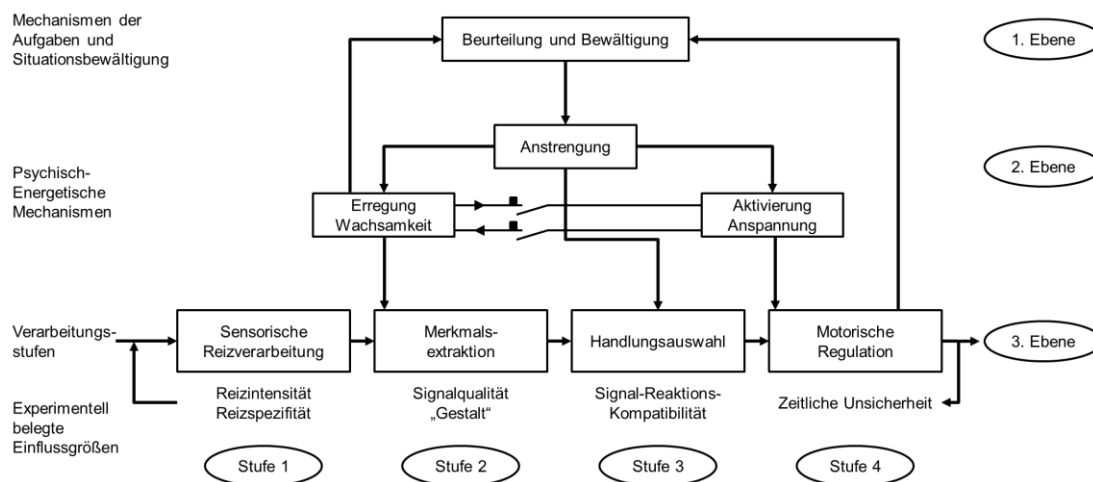 Mechanismen der
Aufgaben und
Situationsbewältigung
Beurteilung und Bewältigung
1. Ebene
Anstrengung
2. Ebene
Psychisch-
Energetische
Mechanismen
Erregung
Wachsamkeit
Aktivierung
Anspannung
Verarbeitungs-
stufen
Sensorische
Reizverarbeitung
Merkmals-
extraktion
Handlungsauswahl
Motorische
Regulation
3. Ebene
Experimentell
belegte
Einflussgrößen
Reizintensität
Reizspezifität
Signalqualität
„Gestalt“
Signal-Reaktions-
Kompatibilität
Zeitliche Unsicherheit
Stufe 1
Stufe 2
Stufe 3
Stufe 4